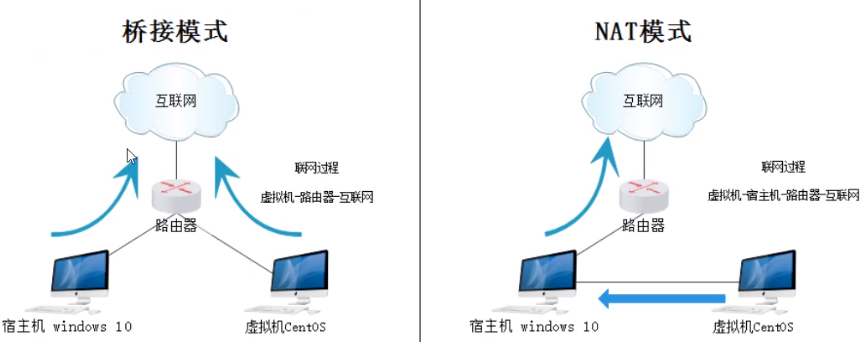 桥接模式
互联网
联网过程
虚拟机-路由器-互联网
路由器
宿主机 windows 10
虚拟机CentOS
NAT模式
互联网
联网过程
虚拟机-宿主机-路由器-互联网
路由器
宿主机 windows 10
虚拟机CentOS